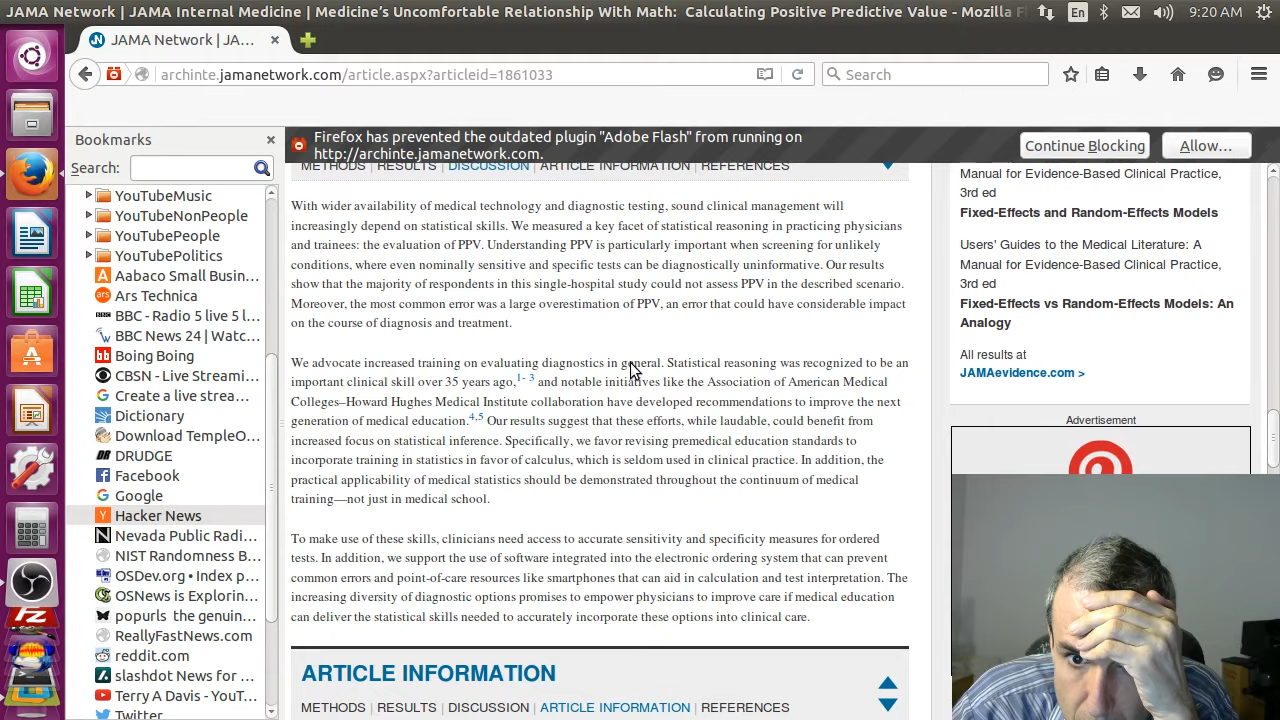 JAMA Network | JAMA Internal Medicine | Medicine's Uncomfortable Relationship With Math: Calculating Positive Predictive Value - Mozilla F
En
9:20 AM
JAMA Network | JA...
archinte.jamanetwork.com/article.aspx?articleid=1861033
Search
Bookmarks
Search:
YouTubeMusic
YouTubeNonPeople
YouTubePeople
YouTubePolitics
Aabaco Small Busin...
Ars Technica
BBC - Radio 5 live 5 l...
BBC News 24 | Watc...
Boing Boing
CBSN - Live Streamin...
Create a live strea...
Dictionary
Download TempleO...
DRUDGE
Facebook
Google
Hacker News
Nevada Public Radi...
NIST Randomness B...
OSDev.org • Index p...
OSNews is Explorin...
popurls the genuin...
ReallyFastNews.com
reddit.com
slashdot News for ...
Terry A Davis - YouT...
Twitter
Firefox has prevented the outdated plugin "Adobe Flash" from running on
http://archinte.jamanetwork.com.
Continue Blocking
Allow...
METHODS | RESULTS | DISCUSSION | ARTICLE INFORMATION | REFERENCES
With wider availability of medical technology and diagnostic testing, sound clinical management will
increasingly depend on statistical skills. We measured a key facet of statistical reasoning in practicing physicians
and trainees: the evaluation of PPV. Understanding PPV is particularly important when screening for unlikely
conditions, where even nominally sensitive and specific tests can be diagnostically uninformative. Our results
show that the majority of respondents in this single-hospital study could not assess PPV in the described scenario.
Moreover, the most common error was a large overestimation of PPV, an error that could have considerable impact
on the course of diagnosis and treatment.
We advocate increased training on evaluating diagnostics in general. Statistical reasoning was recognized to be an
important clinical skill over 35 years ago,1- 3 and notable initiatives like the Association of American Medical
Colleges–Howard Hughes Medical Institute collaboration have developed recommendations to improve the next
generation of medical education.4,5 Our results suggest that these efforts, while laudable, could benefit from
increased focus on statistical inference. Specifically, we favor revising premedical education standards to
incorporate training in statistics in favor of calculus, which is seldom used in clinical practice. In addition, the
practical applicability of medical statistics should be demonstrated throughout the continuum of medical
training—not just in medical school.
To make use of these skills, clinicians need access to accurate sensitivity and specificity measures for ordered
tests. In addition, we support the use of software integrated into the electronic ordering system that can prevent
common errors and point-of-care resources like smartphones that can aid in calculation and test interpretation. The
increasing diversity of diagnostic options promises to empower physicians to improve care if medical education
can deliver the statistical skills needed to accurately incorporate these options into clinical care.
ARTICLE INFORMATION
METHODS | RESULTS | DISCUSSION | ARTICLE INFORMATION | REFERENCES
Manual for Evidence-Based Clinical Practice,
3rd ed
Fixed-Effects and Random-Effects Models
Users' Guides to the Medical Literature: A
Manual for Evidence-Based Clinical Practice,
3rd ed
Fixed-Effects vs Random-Effects Models: An
Analogy
All results at
JAMAevidence.com >
Advertisement